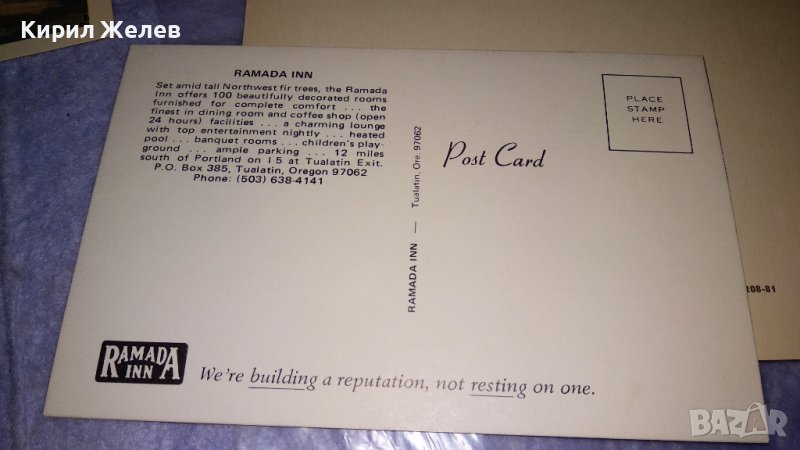 Кирил Желев
RAMADA INN
Set amid tall Northwest fir trees, the Ramada
Inn offers 100 beautifully decorated rooms
furnished for complete comfort ... the
finest in dining room and coffee shop (open
24 hours) facilities ... a charming lounge
with top entertainment nightly ... heated
pool ... banquet rooms ... children's play-
ground ... ample parking ... 12 miles
south of Portland on I 5 at Tualatin Exit.
P.O. Box 385, Tualatin, Oregon 97062
Phone: (503) 638-4141
RAMADA INN — Tualatin, Ore. 97062
Post Card
PLACE
STAMP
HERE
208-81
RAMADA
INN
We're building a reputation, not resting on one.
BAZAR
bg